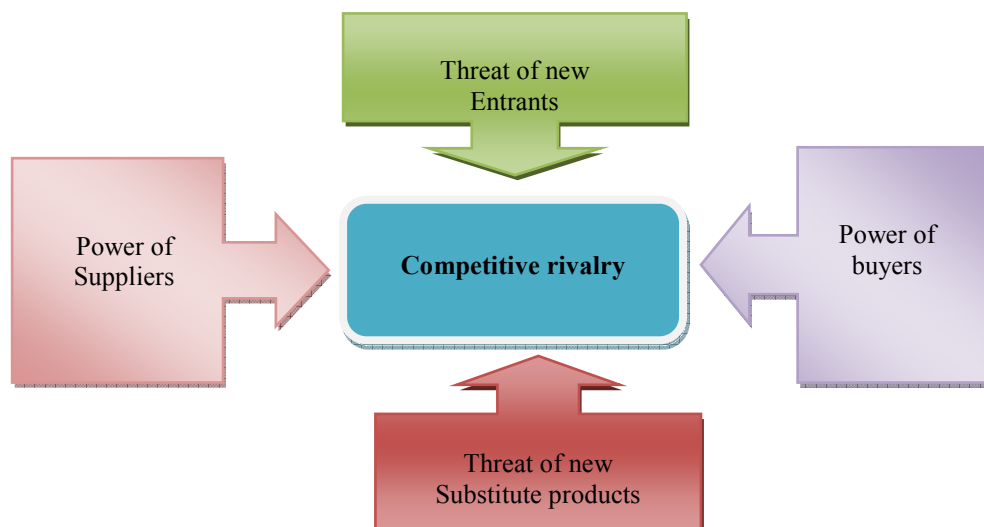 Threat of new
Entrants
Power of
Suppliers
Competitive rivalry
Power of
buyers
Threat of new
Substitute products